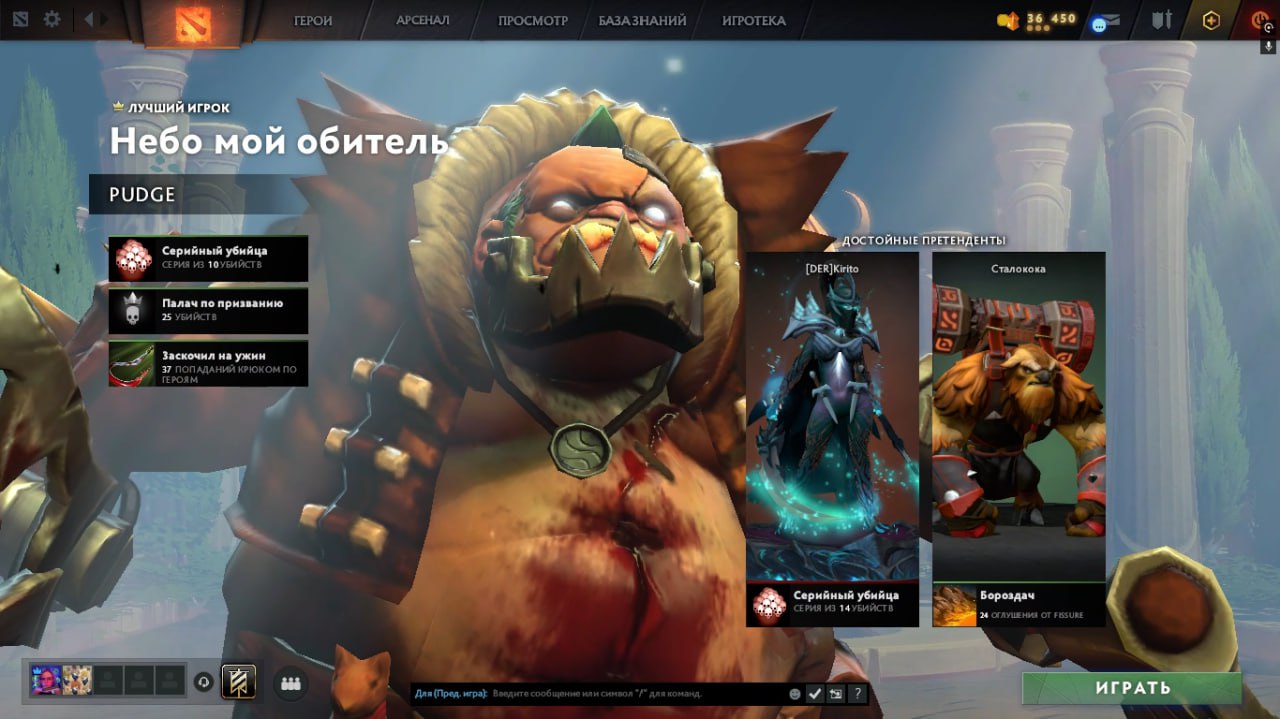 ГЕРОИ
АРСЕНАЛ
ПРОСМОТР
БАЗА ЗНАНИЙ
ИГРОТЕКА
36 450
ЛУЧШИЙ ИГРОК
Небо мой обитель
PUDGE
Серийный убийца
СЕРИЯ ИЗ 10 УБИЙСТВ
Палач по призванию
25 УБИЙСТВ
Заскочил на ужин
37 ПОПАДАНИЙ КРЮКОМ ПО
ГЕРОЯМ
ДОСТОЙНЫЕ ПРЕТЕНДЕНТЫ
[DER]Kirito
Серийный убийца
СЕРИЯ ИЗ 14 УБИЙСТВ
Сталокока
Бороздач
24 ОГЛУШЕНИЯ ОТ FISSURE
Для (Пред. игра): Введите сообщение или символ "/" для команд.
?
ИГРАТЬ